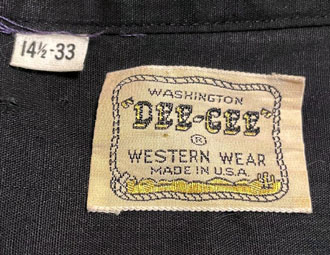 14½-33
WASHINGTON
DEE-CEE
®
WESTERN WEAR
MADE IN U.S.A.